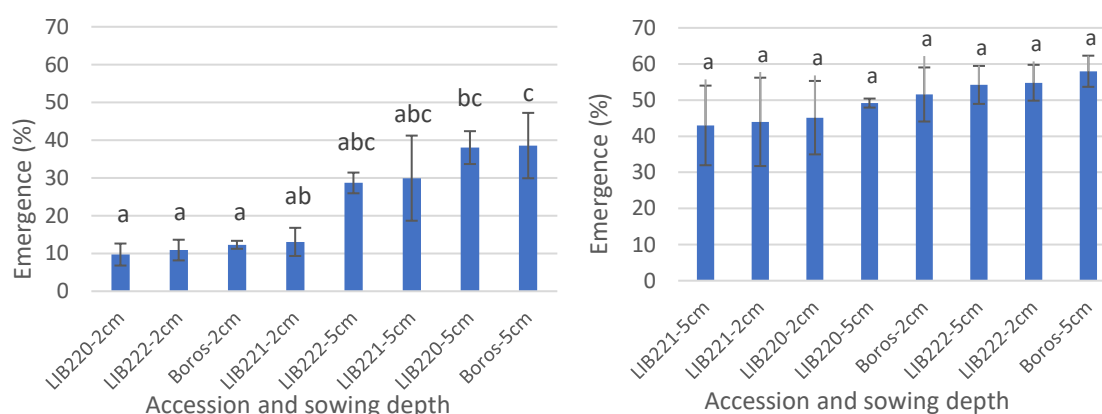 70
60
50
40
30
20
10
0
Emergence (%)
a
a
a
ab
abc
abc
bc
c
LIB220-2cm
LIB222-2cm
Boros-2cm
LIB221-2cm
LIB222-5cm
LIB221-5cm
LIB220-5cm
Boros-5cm
Accession and sowing depth
70
60
50
40
30
20
10
0
Emergence (%)
a
a
a
a
a
a
a
a
LIB221-5cm
LIB221-2cm
LIB220-2cm
LIB220-5cm
Boros-2cm
LIB222-5cm
LIB222-2cm
Boros-5cm
Accession and sowing depth